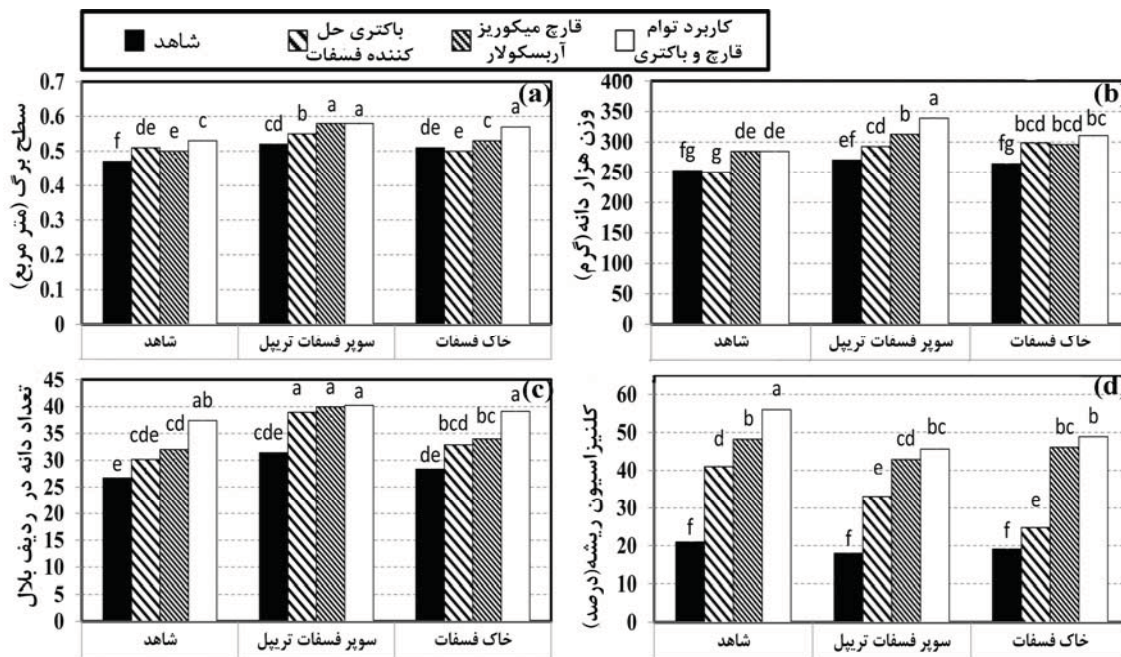 شاهد
باکتری حل
کننده فسفات
قارچ میکوریز
آربسکولار
کاربرد توام
قارچ و باکتری
(a)
سطح برگ (متر مربع)
0.7
0.6
0.5
0.4
0.3
0.2
0.1
0
f de e c
cd b a a
de e c a
شاهد
سوپر فسفات تریپل
خاک فسفات
(b)
وزن هزار دانه(گرم)
400
350
300
250
200
150
100
50
0
fg g de de
ef cd b a
fg bcd bcd bc
شاهد
سوپر فسفات تریپل
خاک فسفات
(c)
تعداد دانه در ردیف بلال
45
40
35
30
25
20
15
10
5
0
e cde cd ab
cde a a a
de bcd bc a
شاهد
سوپر فسفات تریپل
خاک فسفات
(d)
کلنیزاسیون ریشه(درصد)
60
50
40
30
20
10
0
f d b a
f e cd bc
f e bc b
شاهد
سوپر فسفات تریپل
خاک فسفات